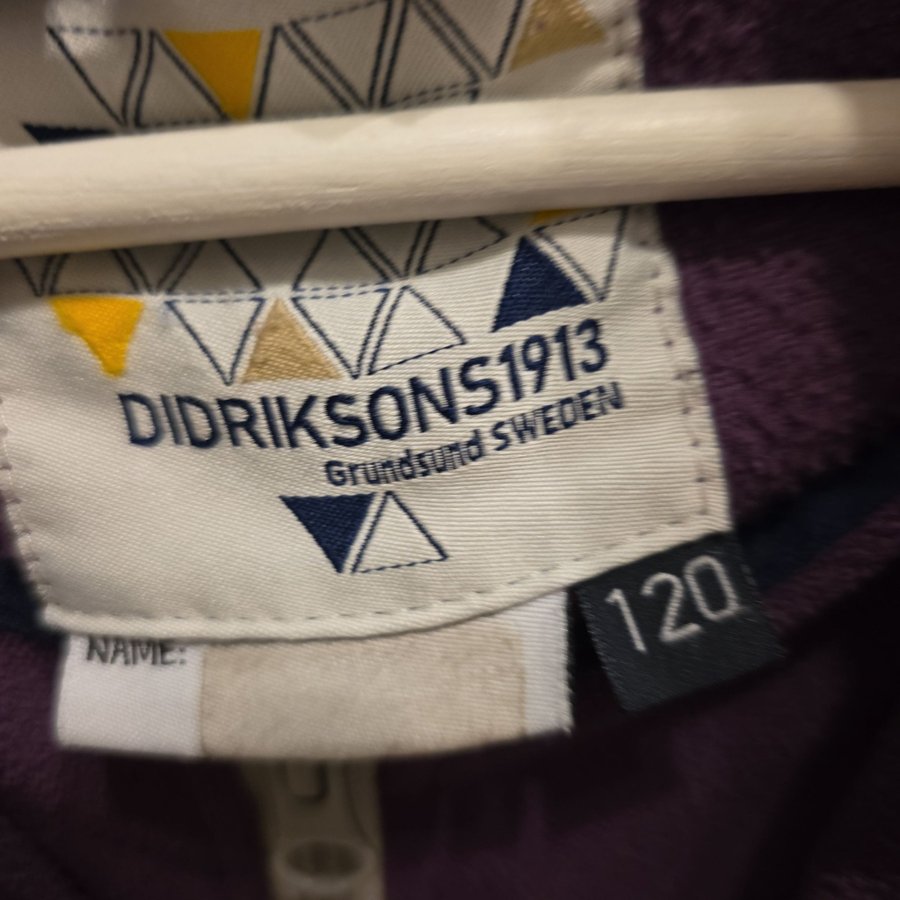 DIDRIKSONS1913
Grundsund SWEDEN
120
NAME: